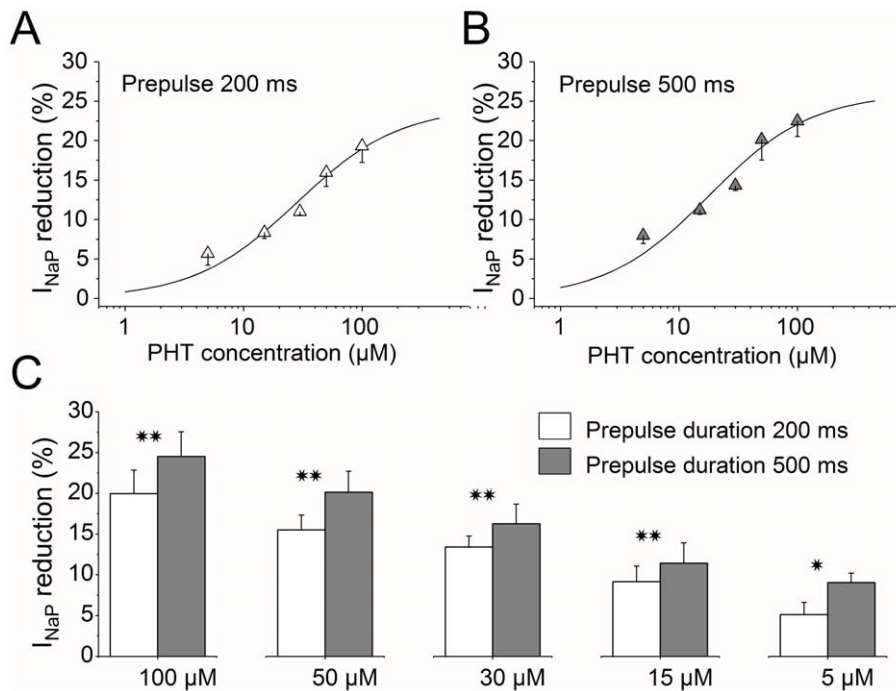 A
B
30
25
20
15
10
5
0
I_NaP reduction (%)
Prepulse 200 ms
1 10 100
PHT concentration (µM)
30
25
20
15
10
5
0
I_NaP reduction (%)
Prepulse 500 ms
1 10 100
PHT concentration (µM)
C
30
25
20
15
10
5
0
I_NaP reduction (%)
** ** ** ** *
Prepulse duration 200 ms
Prepulse duration 500 ms
100 µM 50 µM 30 µM 15 µM 5 µM